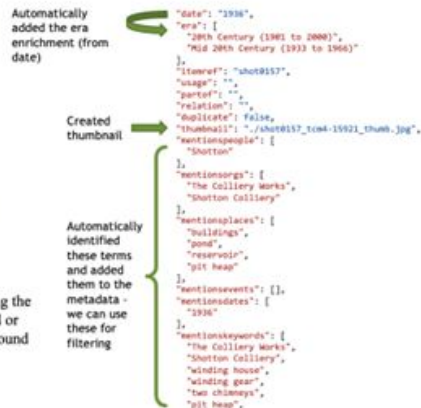 Automatically
added the era
enrichment (from
date)
Created
thumbnail
Automatically
identified
these terms
and added
them to the
metadata -
we can use
these for
filtering
ng the
l or
ound
"date": "1936",
"era": [
"20th Century (1901 to 2000)",
"Mid 20th Century (1933 to 1966)"
],
"itemref": "shot0157",
"usage": "",
"partof": "",
"relation": "",
"duplicate": false,
"thumbnail": "./shot0157_tcm4-15921_thumb.jpg",
"mentionspeople": [
"Shotton"
],
"mentionsorgs": [
"The Colliery Works",
"Shotton Colliery"
],
"mentionsplaces": [
"buildings",
"pond",
"reservoir",
"pit heap"
],
"mentionsevents": [],
"mentionsdates": [
"1936"
],
"mentionskeywords": [
"The Colliery Works",
"Shotton Colliery",
"winding house",
"winding gear",
"two chimneys",
"pit heap",